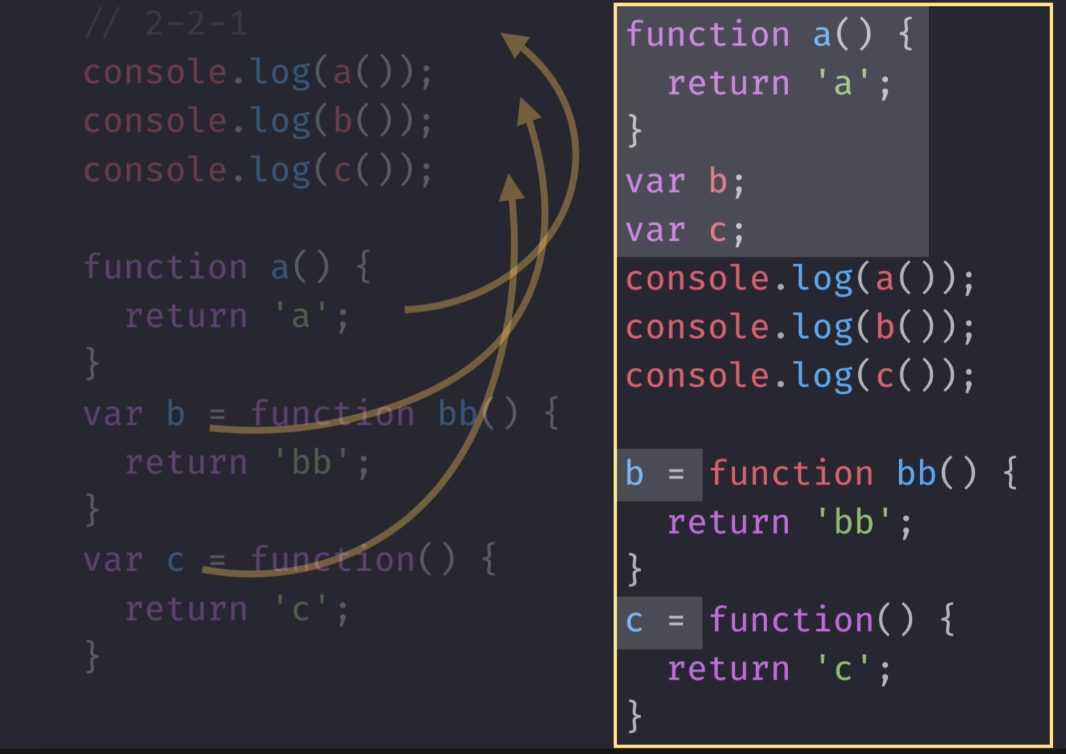 // 2-2-1
console.log(a());
console.log(b());
console.log(c());
function a() {
  return 'a';
}
var b = function bb() {
  return 'bb';
}
var c = function() {
  return 'c';
}
function a() {
  return 'a';
}
var b;
var c;
console.log(a());
console.log(b());
console.log(c());
b = function bb() {
  return 'bb';
}
c = function() {
  return 'c';
}